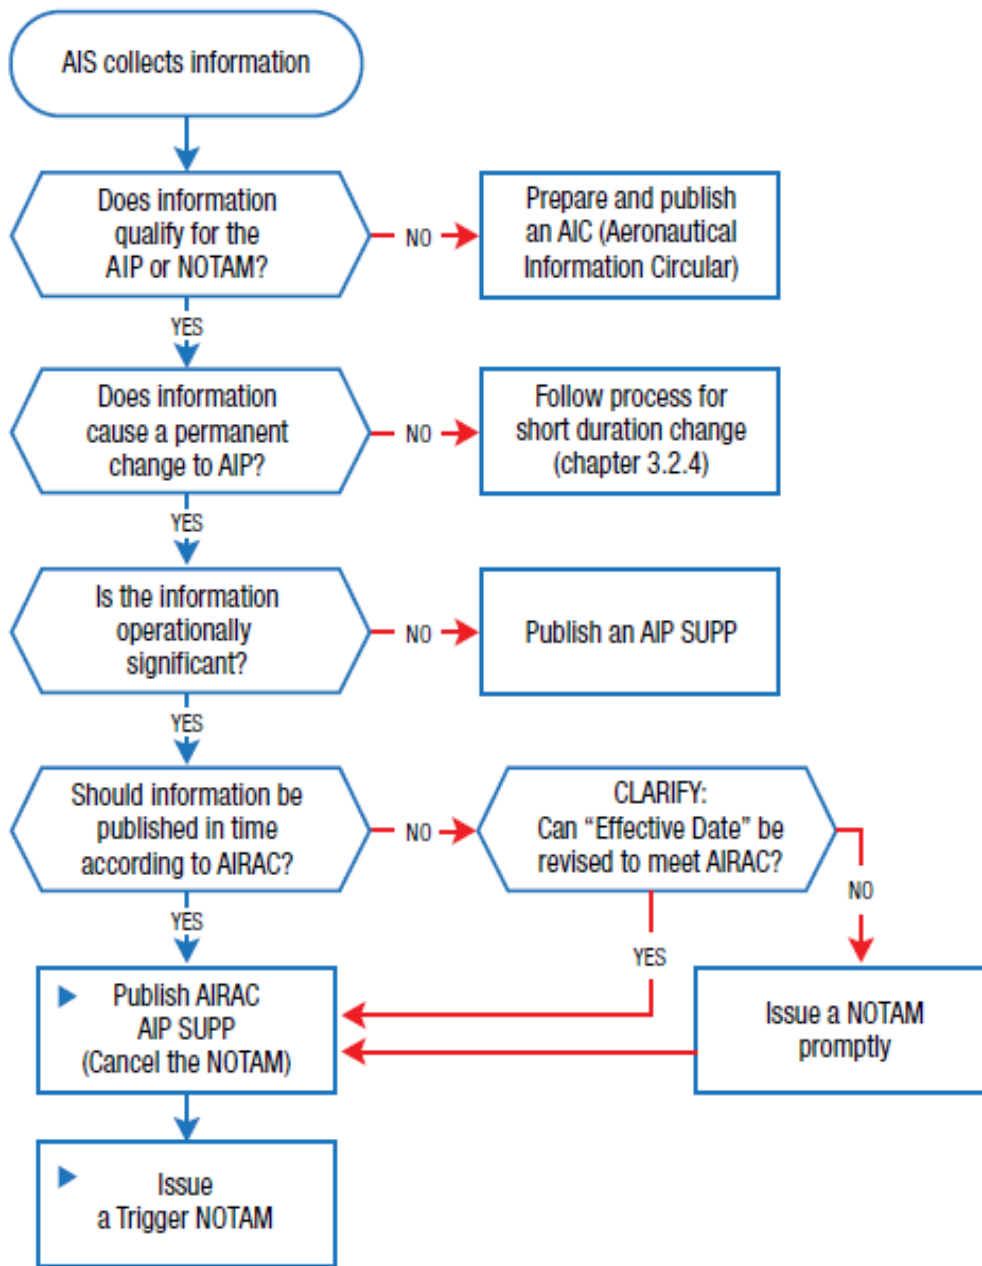 AIS collects information
Does information
qualify for the
AIP or NOTAM?
NO
Prepare and publish
an AIC (Aeronautical
Information Circular)
YES
Does information
cause a permanent
change to AIP?
NO
Follow process for
short duration change
(chapter 3.2.4)
YES
Is the information
operationally
significant?
NO
Publish an AIP SUPP
YES
Should information be
published in time
according to AIRAC?
NO
CLARIFY:
Can “Effective Date” be
revised to meet AIRAC?
NO
YES
YES
Publish AIRAC
AIP SUPP
(Cancel the NOTAM)
Issue a NOTAM
promptly
Issue
a Trigger NOTAM